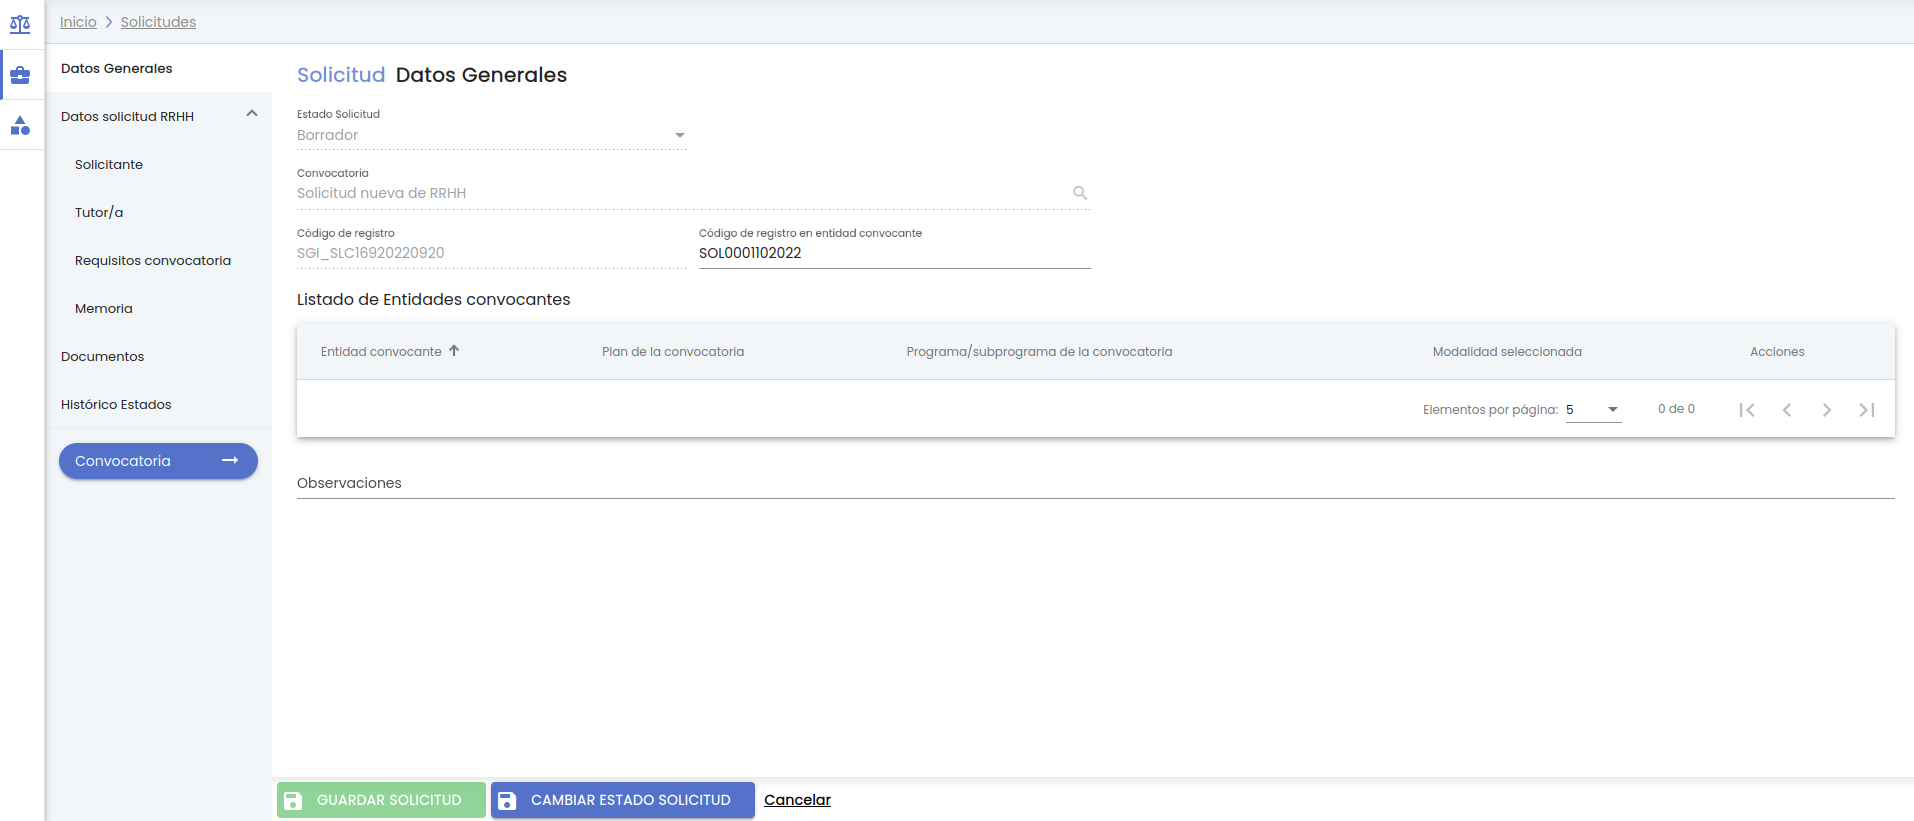 Inicio > Solicitudes
Datos Generales
Datos solicitud RRHH
Solicitante
Tutor/a
Requisitos convocatoria
Memoria
Documentos
Histórico Estados
Convocatoria
Solicitud Datos Generales
Estado Solicitud
Borrador
Convocatoria
Solicitud nueva de RRHH
Código de registro Código de registro en entidad convocante
SGI_SLC16920220920 SOL0001102022
Listado de Entidades convocantes
Entidad convocante Plan de la convocatoria Programa/subprograma de la convocatoria Modalidad seleccionada Acciones
Elementos por página: 5 0 de 0
Observaciones
GUARDAR SOLICITUD CAMBIAR ESTADO SOLICITUD Cancelar